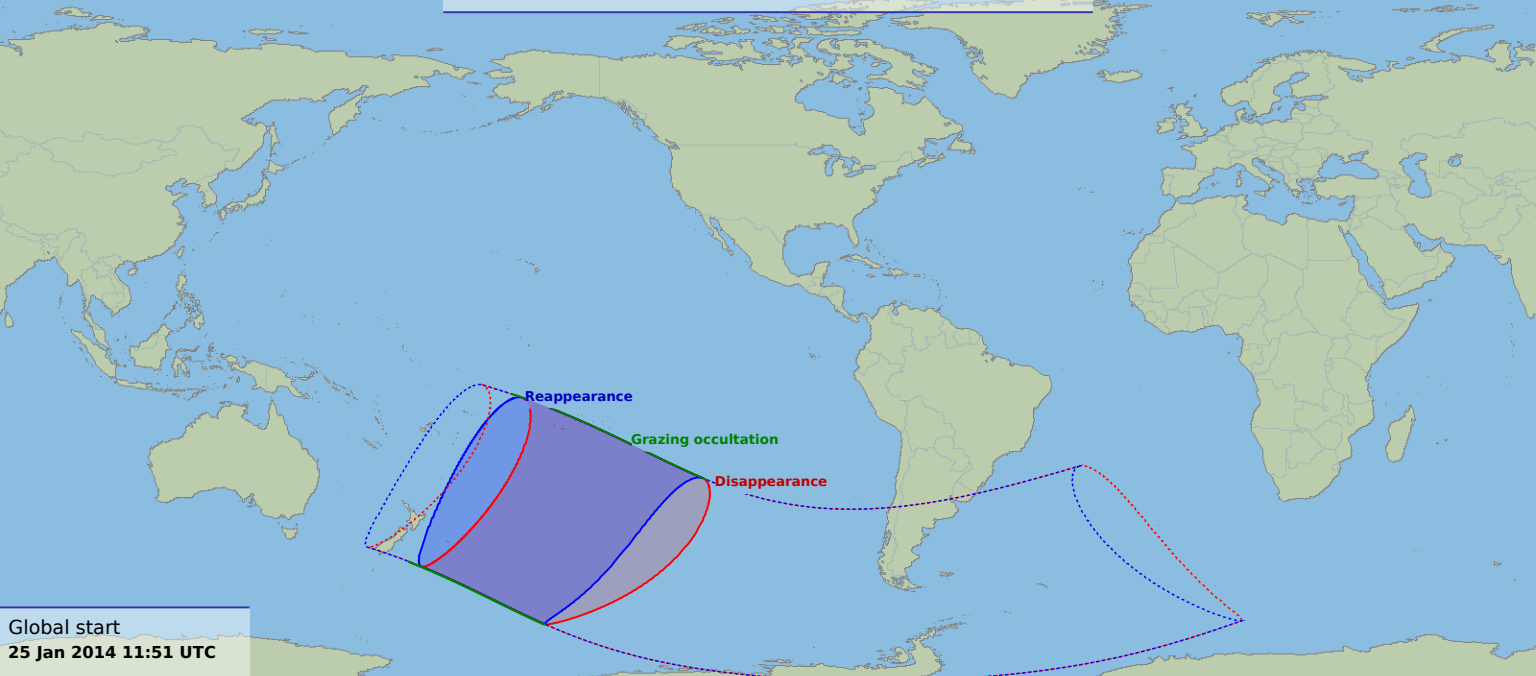 Reappearance
Grazing occultation
Disappearance
Global start
25 Jan 2014 11:51 UTC